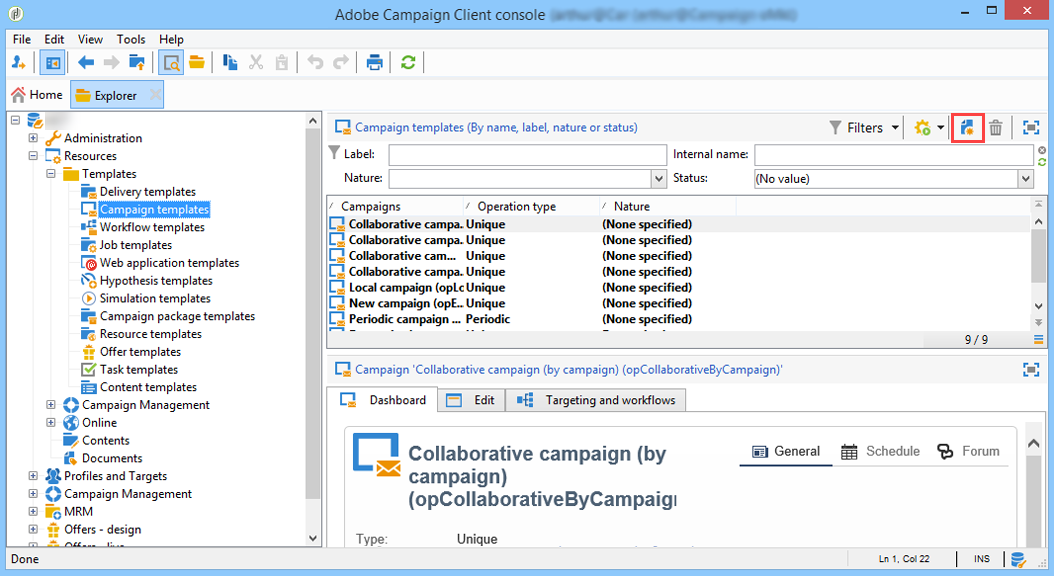 Adobe Campaign Client console
File Edit View Tools Help
Home Explorer
Administration
Resources
Templates
Delivery templates
Campaign templates
Workflow templates
Job templates
Web application templates
Hypothesis templates
Simulation templates
Campaign package templates
Resource templates
Offer templates
Task templates
Content templates
Campaign Management
Online
Contents
Documents
Profiles and Targets
Campaign Management
MRM
Offers - design
Campaign templates (By name, label, nature or status) Filters
Label: Internal name:
Nature: Status: (No value)
Campaigns Operation type Nature
Collaborative campa. Unique (None specified)
Collaborative campa. Unique (None specified)
Collaborative cam... Unique (None specified)
Collaborative campa. Unique (None specified)
Local campaign (opLc Unique (None specified)
New campaign (opE.. Unique (None specified)
Periodic campaign ... Periodic (None specified)
9 / 9
Campaign 'Collaborative campaign (by campaign) (opCollaborativeByCampaign)'
Dashboard Edit Targeting and workflows
Collaborative campaign (by
campaign)
(opCollaborativeByCampaign
General Schedule Forum
Type: Unique
Done Ln 1, Col 22 INS